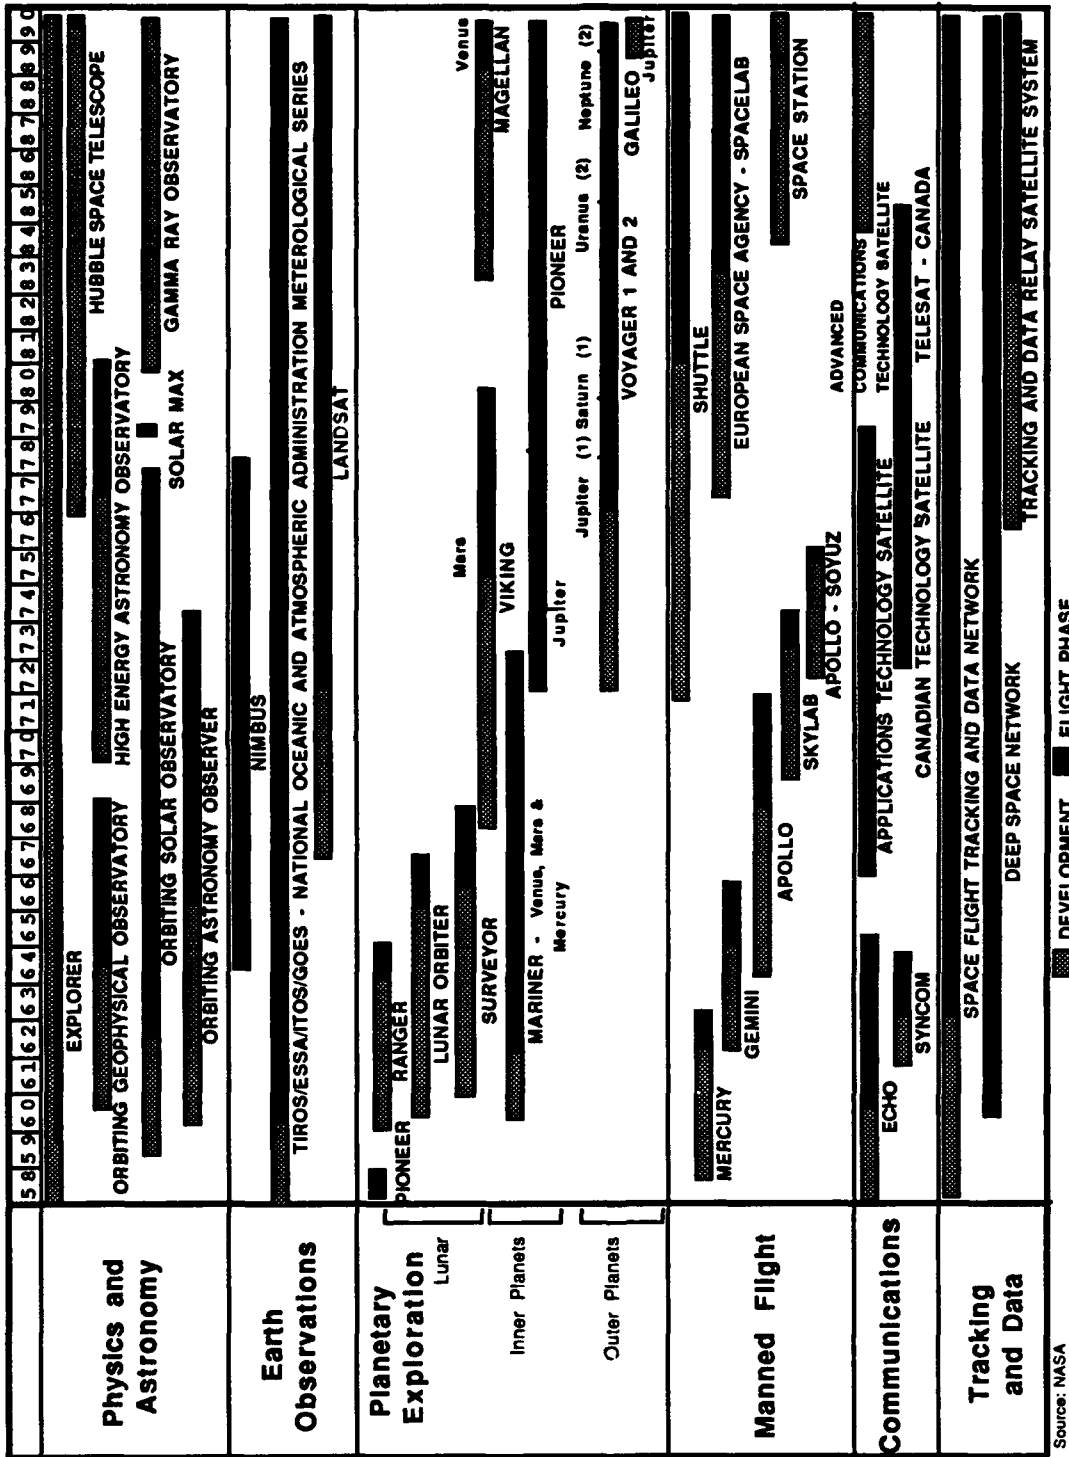 58 59 60 61 62 63 64 65 66 67 68 69 70 71 72 73 74 75 76 77 78 79 80 81 82 83 84 85 86 87 88 89 90
Physics and
Astronomy
EXPLORER
HUBBLE SPACE TELESCOPE
ORBITING GEOPHYSICAL OBSERVATORY
HIGH ENERGY ASTRONOMY OBSERVATORY
ORBITING SOLAR OBSERVATORY
SOLAR MAX
GAMMA RAY OBSERVATORY
ORBITING ASTRONOMY OBSERVER
Earth
Observations
NIMBUS
TIROS/ESSA/ITOS/GOES - NATIONAL OCEANIC AND ATMOSPHERIC ADMINISTRATION METEROLOGICAL SERIES
LANDSAT
Planetary
Exploration
Lunar
Inner Planets
Outer Planets
PIONEER
RANGER
LUNAR ORBITER
SURVEYOR
Mars
Venus
VIKING
MAGELLAN
MARINER - Venus, Mars &
Mercury
Jupiter
PIONEER
Jupiter (1) Saturn (1) Uranus (2) Neptune (2)
VOYAGER 1 AND 2
GALILEO
Jupiter
Manned Flight
MERCURY
GEMINI
APOLLO
SKYLAB
APOLLO - SOYUZ
SHUTTLE
EUROPEAN SPACE AGENCY - SPACELAB
SPACE STATION
Communications
ECHO
SYNCOM
APPLICATIONS TECHNOLOGY SATELLITE
ADVANCED
COMMUNICATIONS
TECHNOLOGY SATELLITE
CANADIAN TECHNOLOGY SATELLITE
TELESAT - CANADA
Tracking
and Data
SPACE FLIGHT TRACKING AND DATA NETWORK
DEEP SPACE NETWORK
TRACKING AND DATA RELAY SATELLITE SYSTEM
Source: NASA
DEVELOPMENT
FLIGHT PHASE